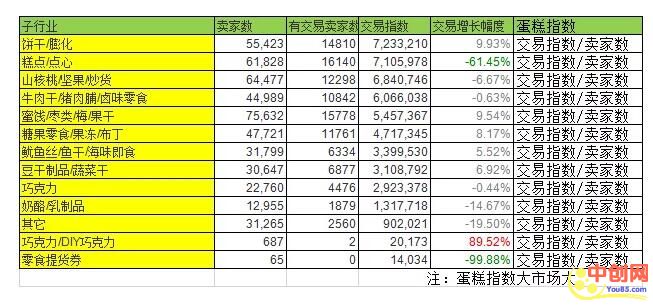 子行业 卖家数 有交易卖家数 交易指数 交易增长幅度 蛋糕指数
饼干/膨化 55,423 14810 7,233,210 9.93% 交易指数/卖家数
糕点/点心 61,828 16140 7,105,978 -61.45% 交易指数/卖家数
山核桃/坚果/炒货 64,477 12298 6,840,746 -6.67% 交易指数/卖家数
牛肉干/猪肉脯/卤味零食 44,989 10842 6,066,038 -0.63% 交易指数/卖家数
蜜饯/枣类/梅/果干 75,632 15778 5,457,367 9.54% 交易指数/卖家数
糖果零食/果冻/布丁 47,721 11761 4,717,345 8.17% 交易指数/卖家数
鱿鱼丝/鱼干/海味即食 31,799 6334 3,399,530 5.52% 交易指数/卖家数
豆干制品/蔬菜干 30,647 6877 3,108,792 6.92% 交易指数/卖家数
巧克力 22,760 4476 2,923,378 -0.44% 交易指数/卖家数
奶酪/乳制品 12,955 1879 1,317,718 -14.67% 交易指数/卖家数
其它 31,265 2560 902,021 -19.50% 交易指数/卖家数
巧克力/DIY巧克力 687 2 20,173 89.52% 交易指数/卖家数
零食提货券 65 0 14,034 -99.88% 交易指数/卖家数
注：蛋糕指数大市场大
中创网
You85.com